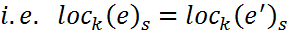 i.e. loc_k(e)_s = loc_k(e')_s